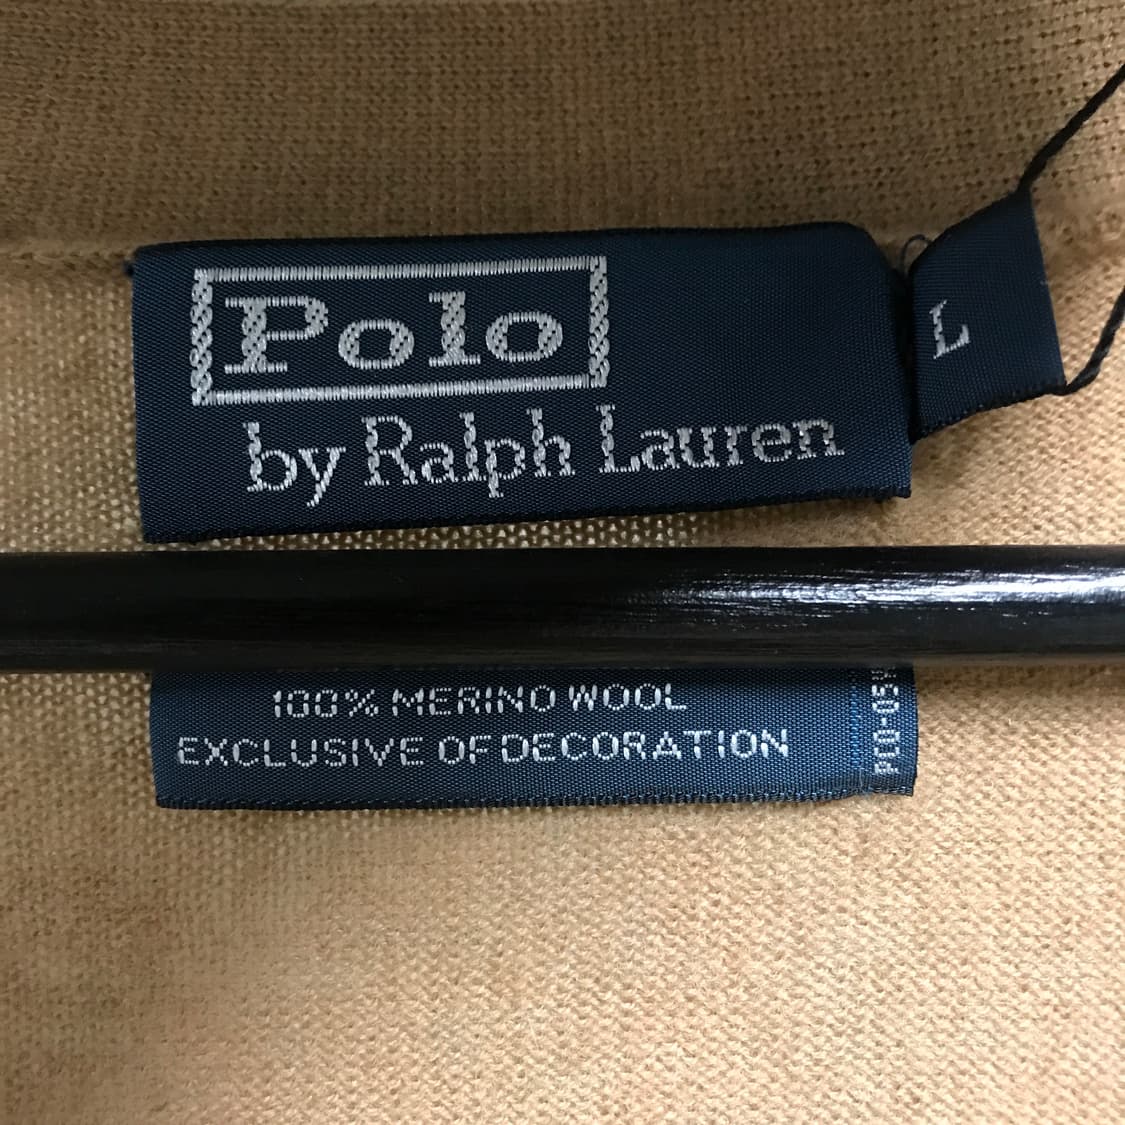 Polo
by Ralph Lauren
L
100% MERINO WOOL
EXCLUSIVE OF DECORATION